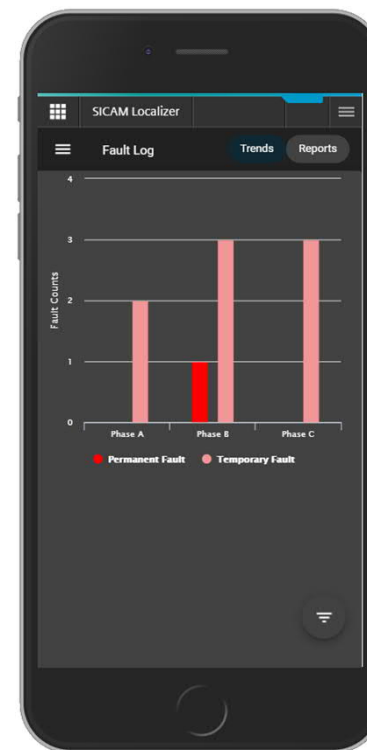 SICAM Localizer
Fault Log
Trends
Reports
4
3
2
1
0
Fault Counts
Phase A
Phase B
Phase C
Permanent Fault
Temporary Fault